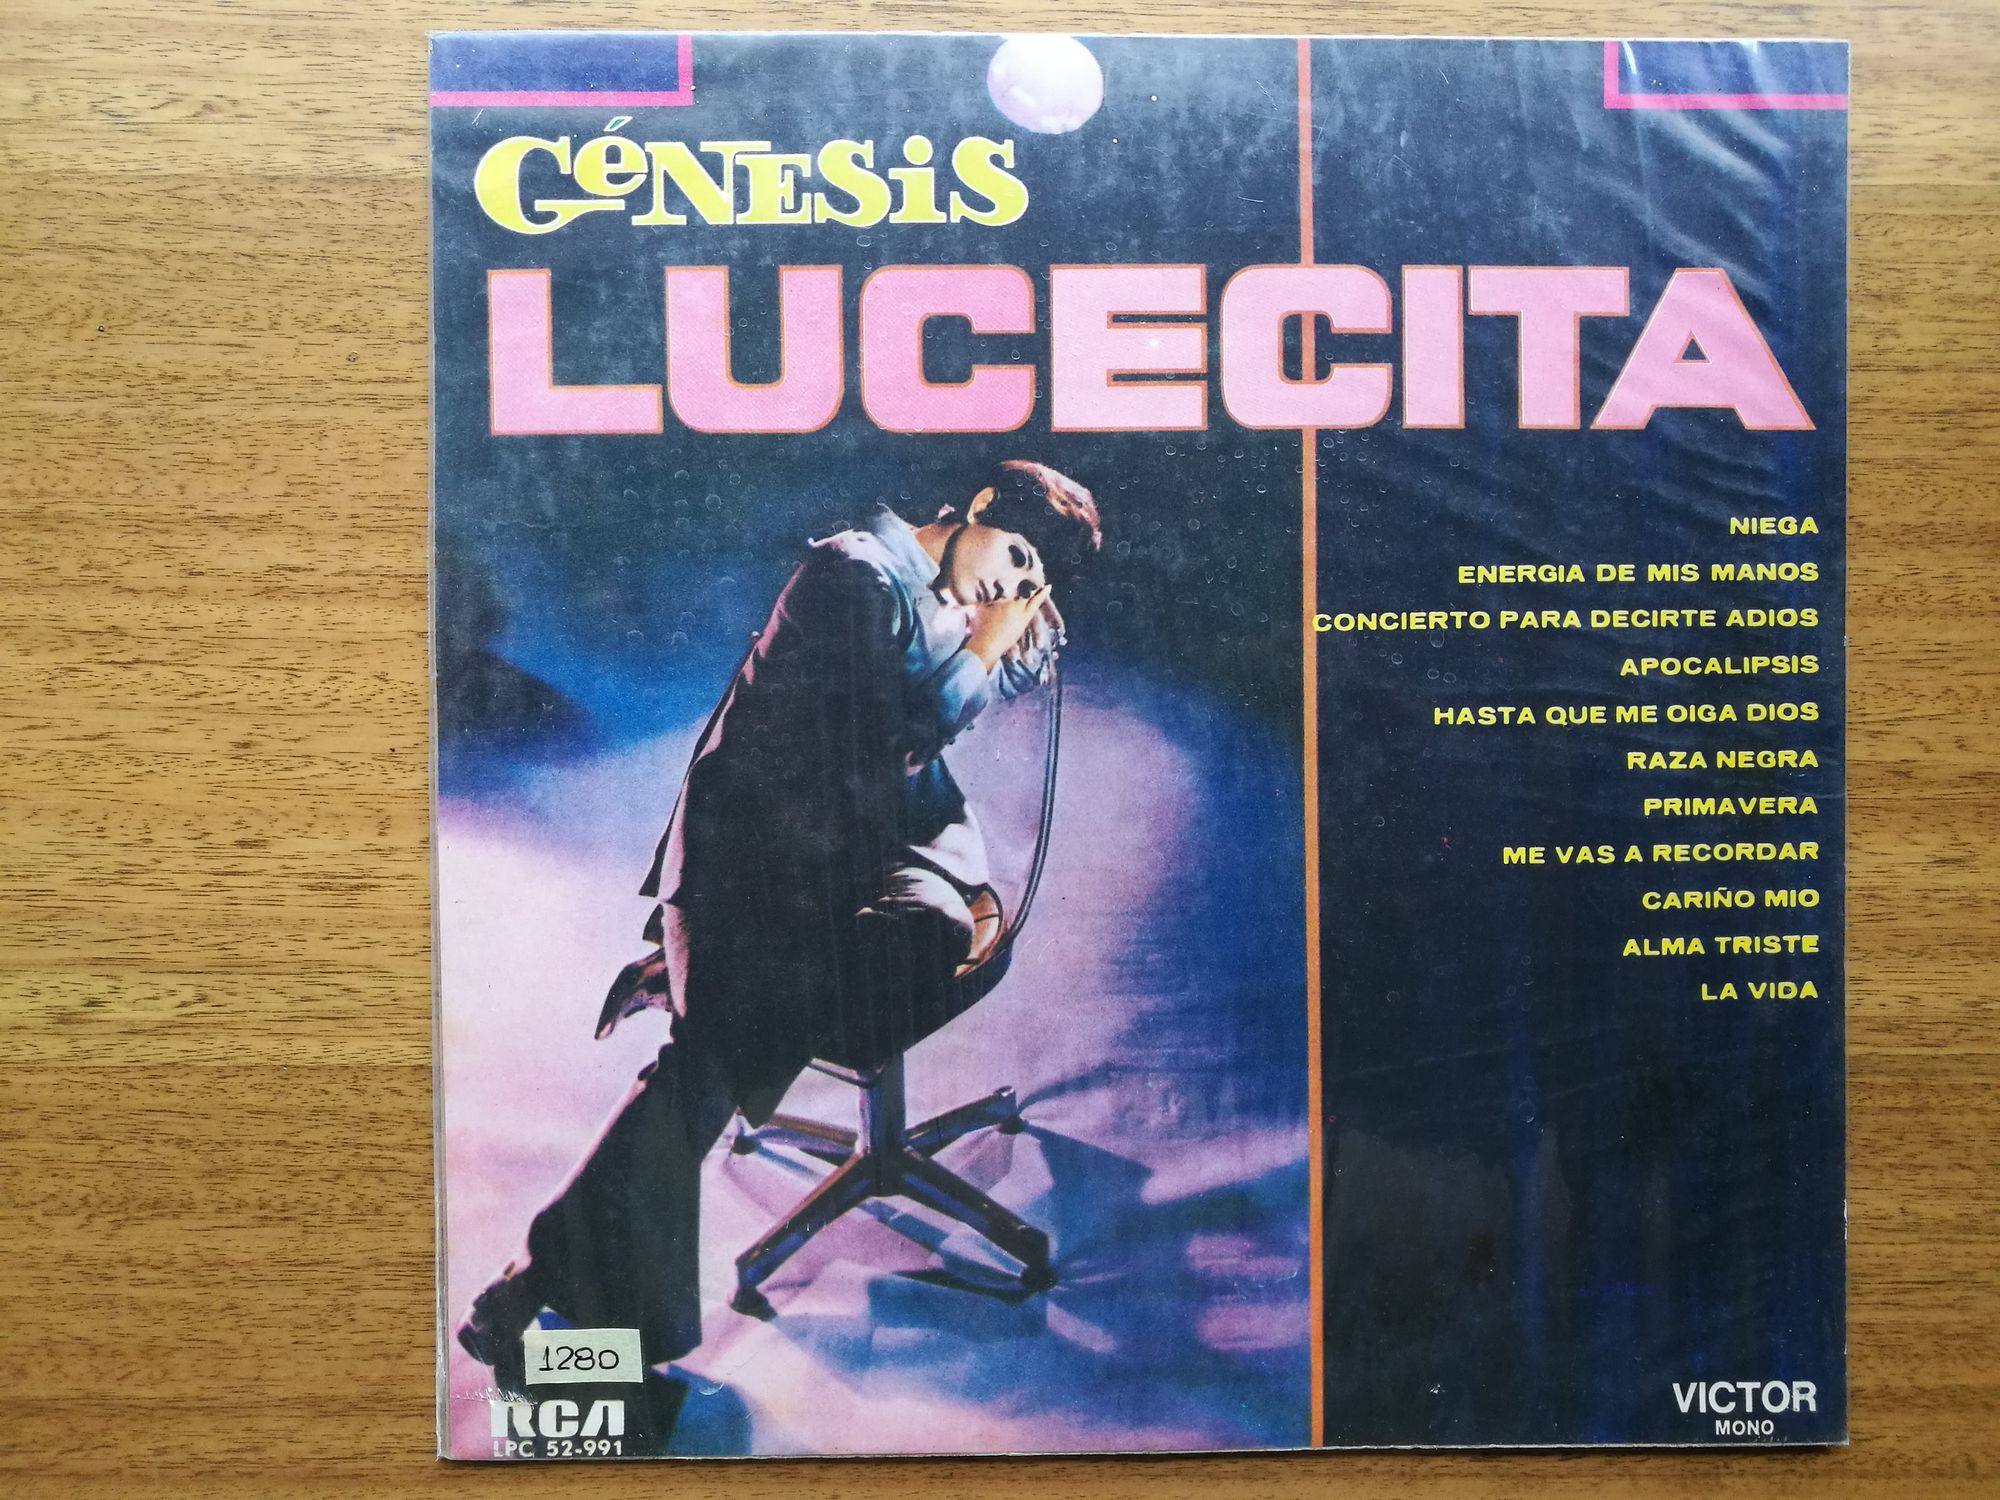 GéNESiS
LUCECITA
NIEGA
ENERGIA DE MIS MANOS
CONCIERTO PARA DECIRTE ADIOS
APOCALIPSIS
HASTA QUE ME OIGA DIOS
RAZA NEGRA
PRIMAVERA
ME VAS A RECORDAR
CARIÑO MIO
ALMA TRISTE
LA VIDA
1280
RCA
LPC 52-991
VICTOR
MONO